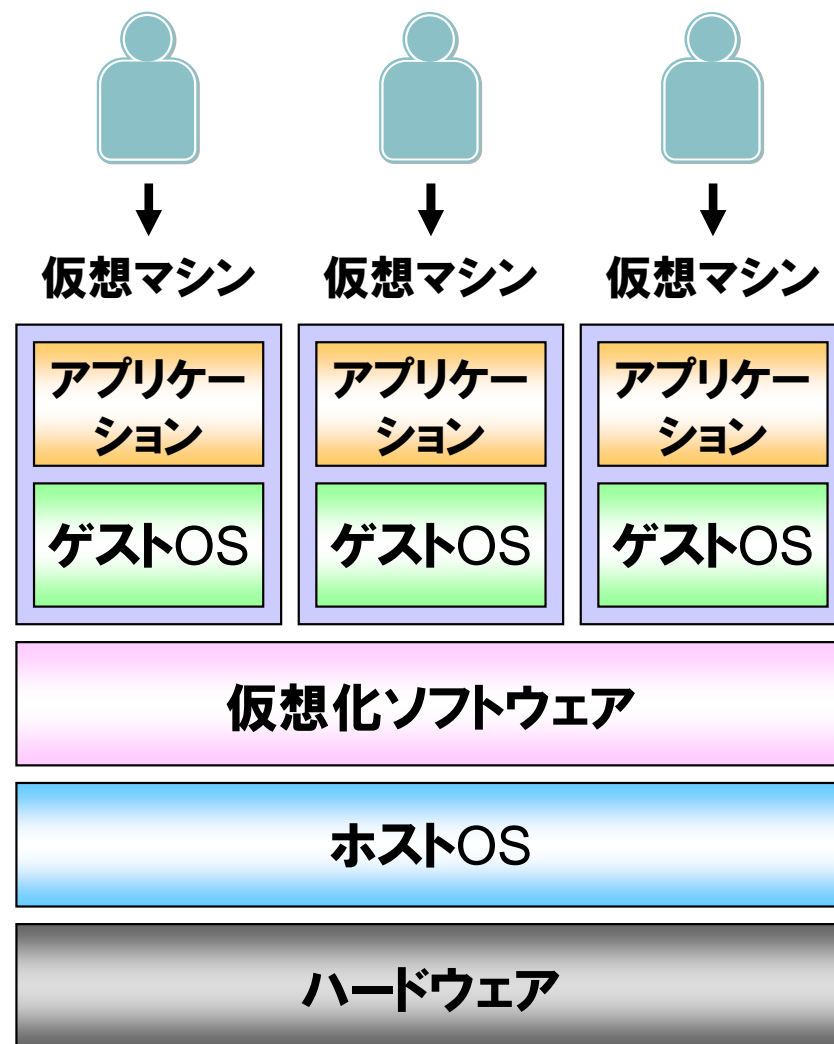 仮想マシン 仮想マシン 仮想マシン
アプリケー アプリケー アプリケー
ション ション ション
ゲストOS ゲストOS ゲストOS
仮想化ソフトウェア
ホストOS
ハードウェア